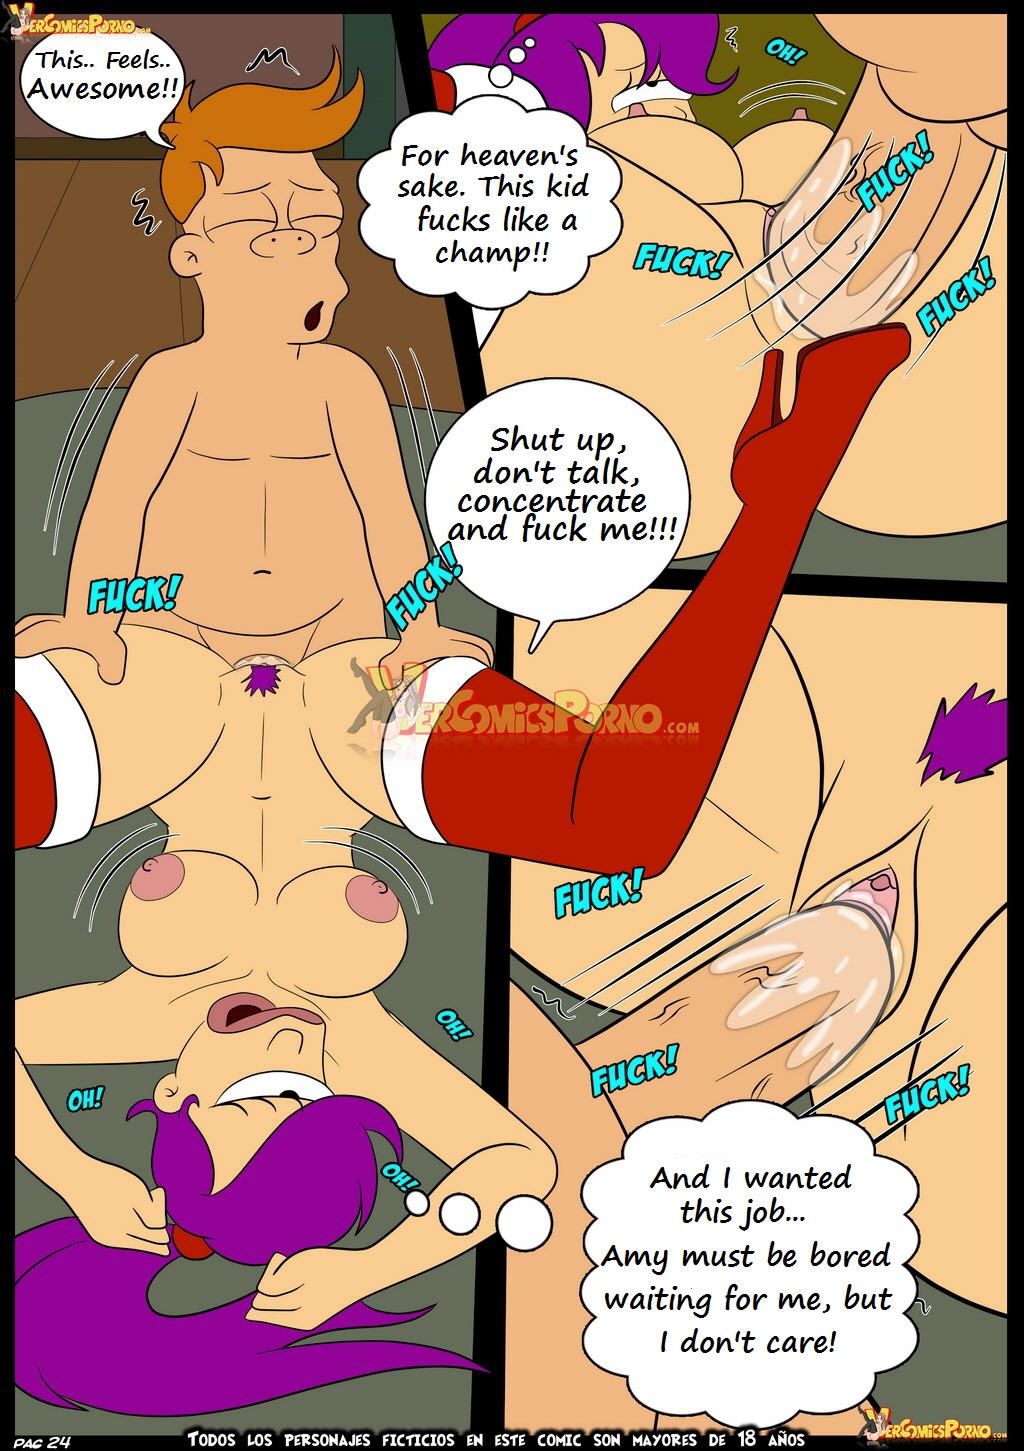 VerComicsPorno.com
This.. Feels..
Awesome!!
OH!
For heaven's
sake. This kid
fucks like a
champ!!
FUCK!
FUCK!
FUCK!
Shut up,
don't talk,
concentrate
and fuck me!!!
FUCK!
FUCK!
VerComicsPorno.com
FUCK!
OH!
OH!
OH!
FUCK!
FUCK!
And I wanted
this job...
Amy must be bored
waiting for me, but
I don't care!
VerComicsPorno.com
PAG 24
TODOS LOS PERSONAJES FICTICIOS EN ESTE COMIC SON MAYORES DE 18 AÑOS